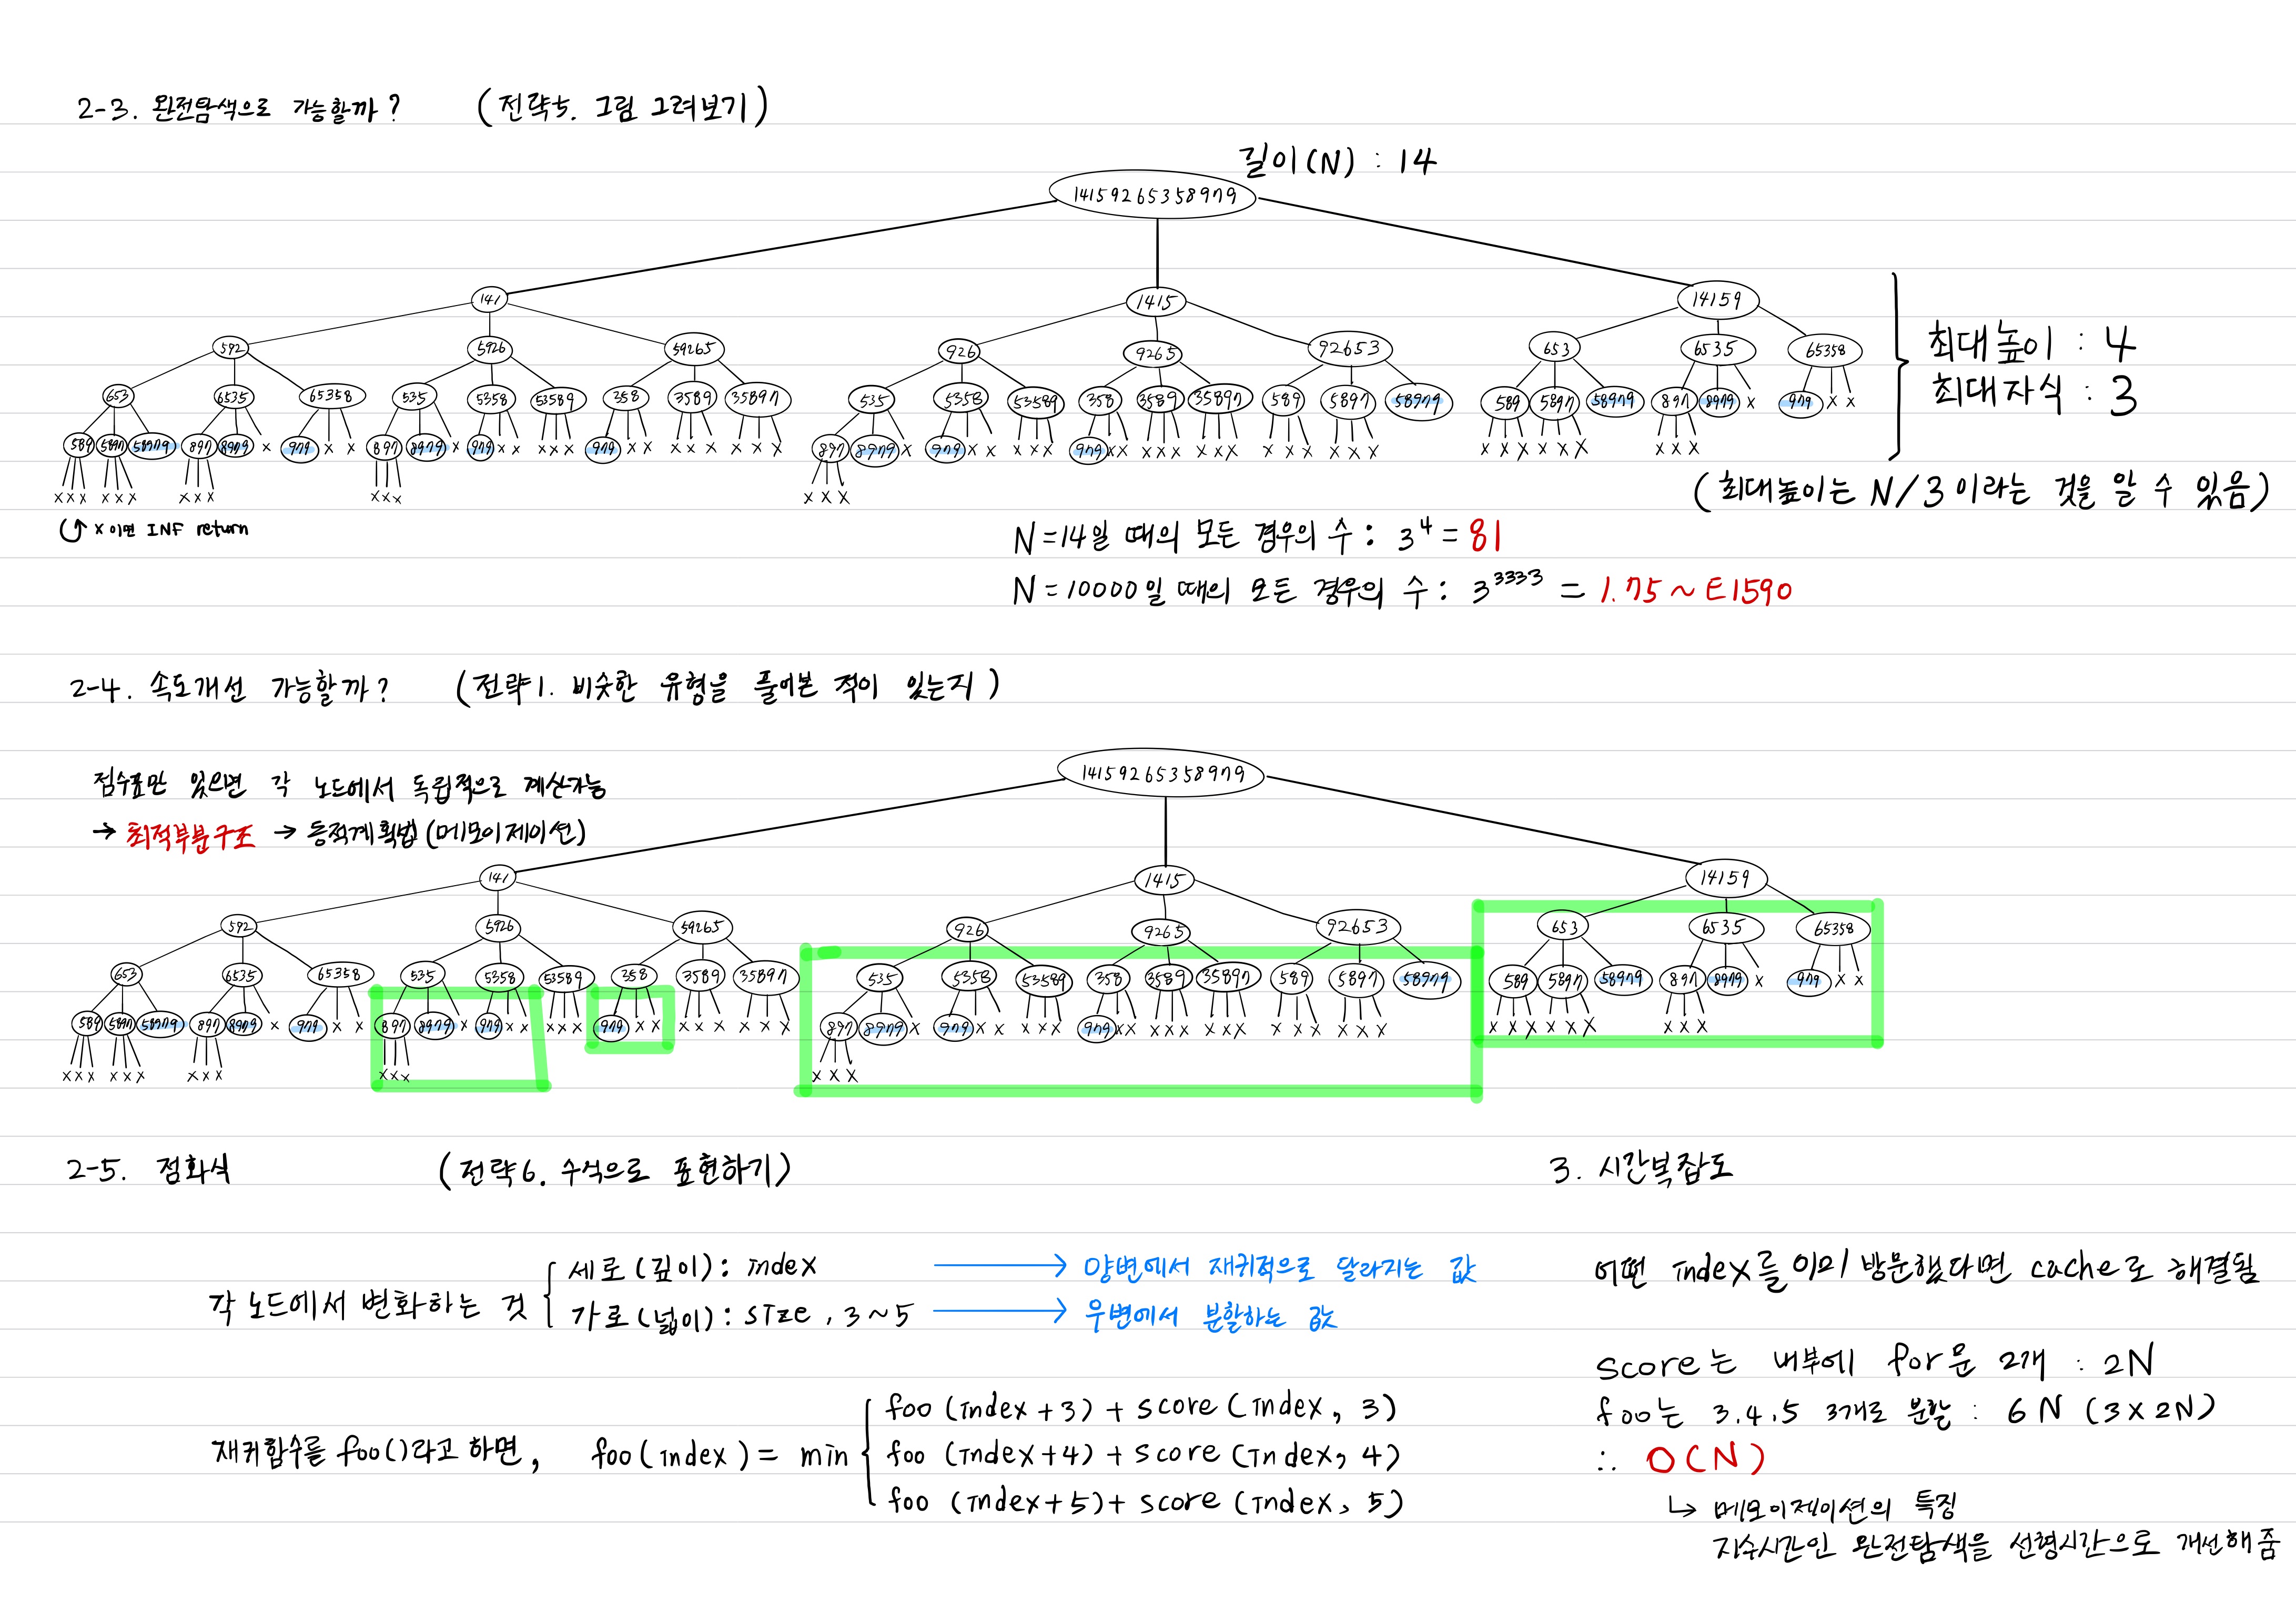 2-3. 완전탐색으로 가능할까? (전략5. 그림 그려보기)
길이(N) : 14
14159265358979
141 1415 14159
592 5926 59265 926 9265 92653 653 6535 65358
653 6535 65358 535 5358 53589 358 3589 35897 535 5358 53589 358 3589 35897 589 5897 58979 589 5897 58979 897 8979 x 979 x x
589 5897 58979 897 8979 x 979 x x 897 8979 x 979 x x x x x 979 x x x x x x x x 897 8979 x 979 x x x x x 979 x x x x x x x x x x x x x x x x x x x x x x x
x x x x x x x x x x x x x x x
최대높이 : 4
최대자식 : 3
(최대높이는 N/3 이라는 것을 알 수 있음)
x 이면 INF return
N=14일 때의 모든 경우의 수 : 3⁴ = 81
N=10000일 때의 모든 경우의 수 : 3³³³³ = 1.75~E1590
2-4. 속도개선 가능할까? (전략1. 비슷한 유형을 풀어본 적이 있는지)
점수표만 있으면 각 노드에서 독립적으로 계산가능
→ 최적부분구조 → 동적계획법(메모이제이션)
14159265358979
141 1415 14159
592 5926 59265 926 9265 92653 653 6535 65358
653 6535 65358 535 5358 53589 358 3589 35897 535 5358 53589 358 3589 35897 589 5897 58979 589 5897 58979 897 8979 x 979 x x
589 5897 58979 897 8979 x 979 x x 897 8979 x 979 x x x x x 979 x x x x x x x x 897 8979 x 979 x x x x x 979 x x x x x x x x x x x x x x x x x x x x x x x
x x x x x x x x x x x x x x x
2-5. 점화식 (전략6. 수식으로 표현하기)
각 노드에서 변화하는 것
세로(깊이) : index → 양변에서 재귀적으로 달라지는 값
가로(넓이) : size, 3~5 → 우변에서 분할하는 값
재귀함수를 foo()라고 하면, foo(index) = min
foo (index+3) + score (index, 3)
foo (index+4) + score (index, 4)
foo (index+5) + score (index, 5)
3. 시간복잡도
어떤 index를 이미 방문했다면 cache로 해결됨
score는 내부에 for문 2개 : 2N
foo는 3.4.5 3개로 분할 : 6N (3x2N)
∴ O(N)
↳ 메모이제이션의 특징
지수시간인 완전탐색을 선형시간으로 개선해줌